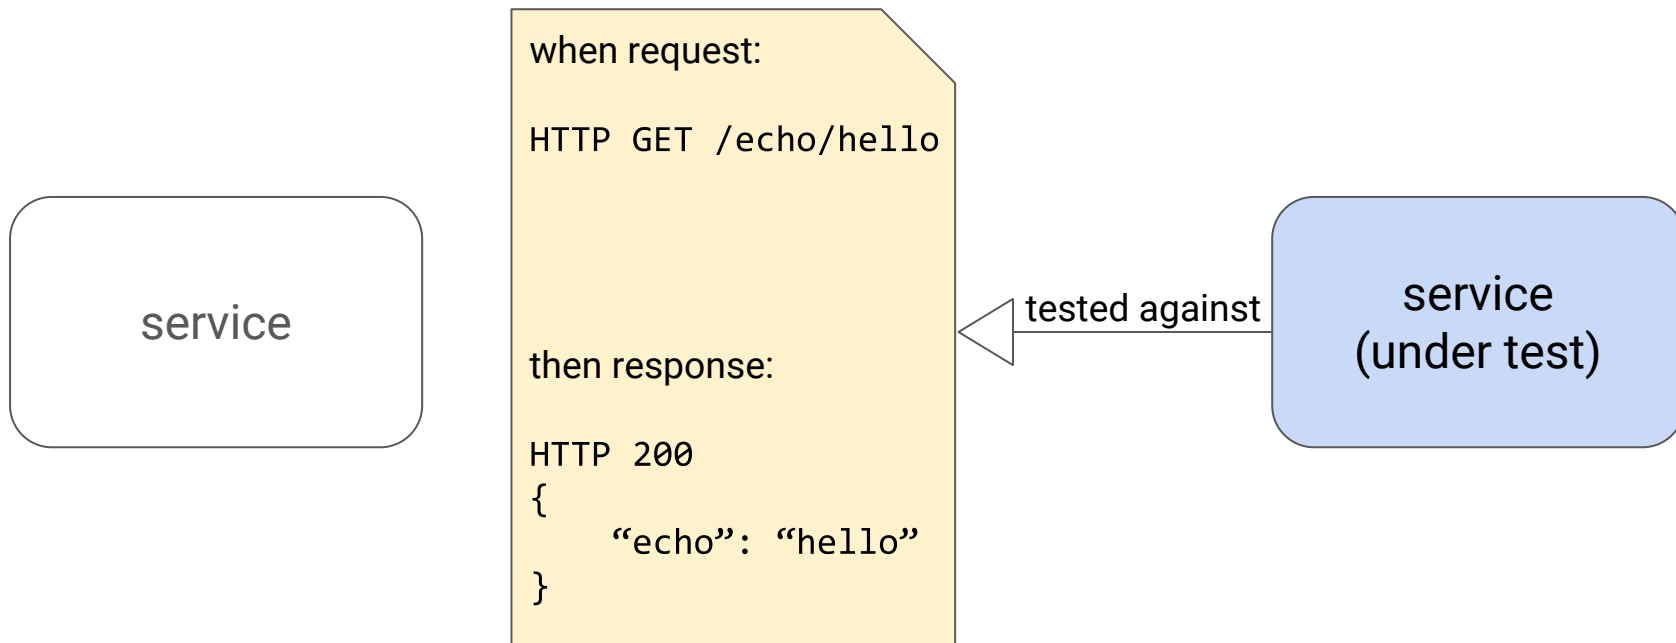 service
when request:
HTTP GET /echo/hello
then response:
HTTP 200
{
    “echo”: “hello”
}
tested against
service
(under test)